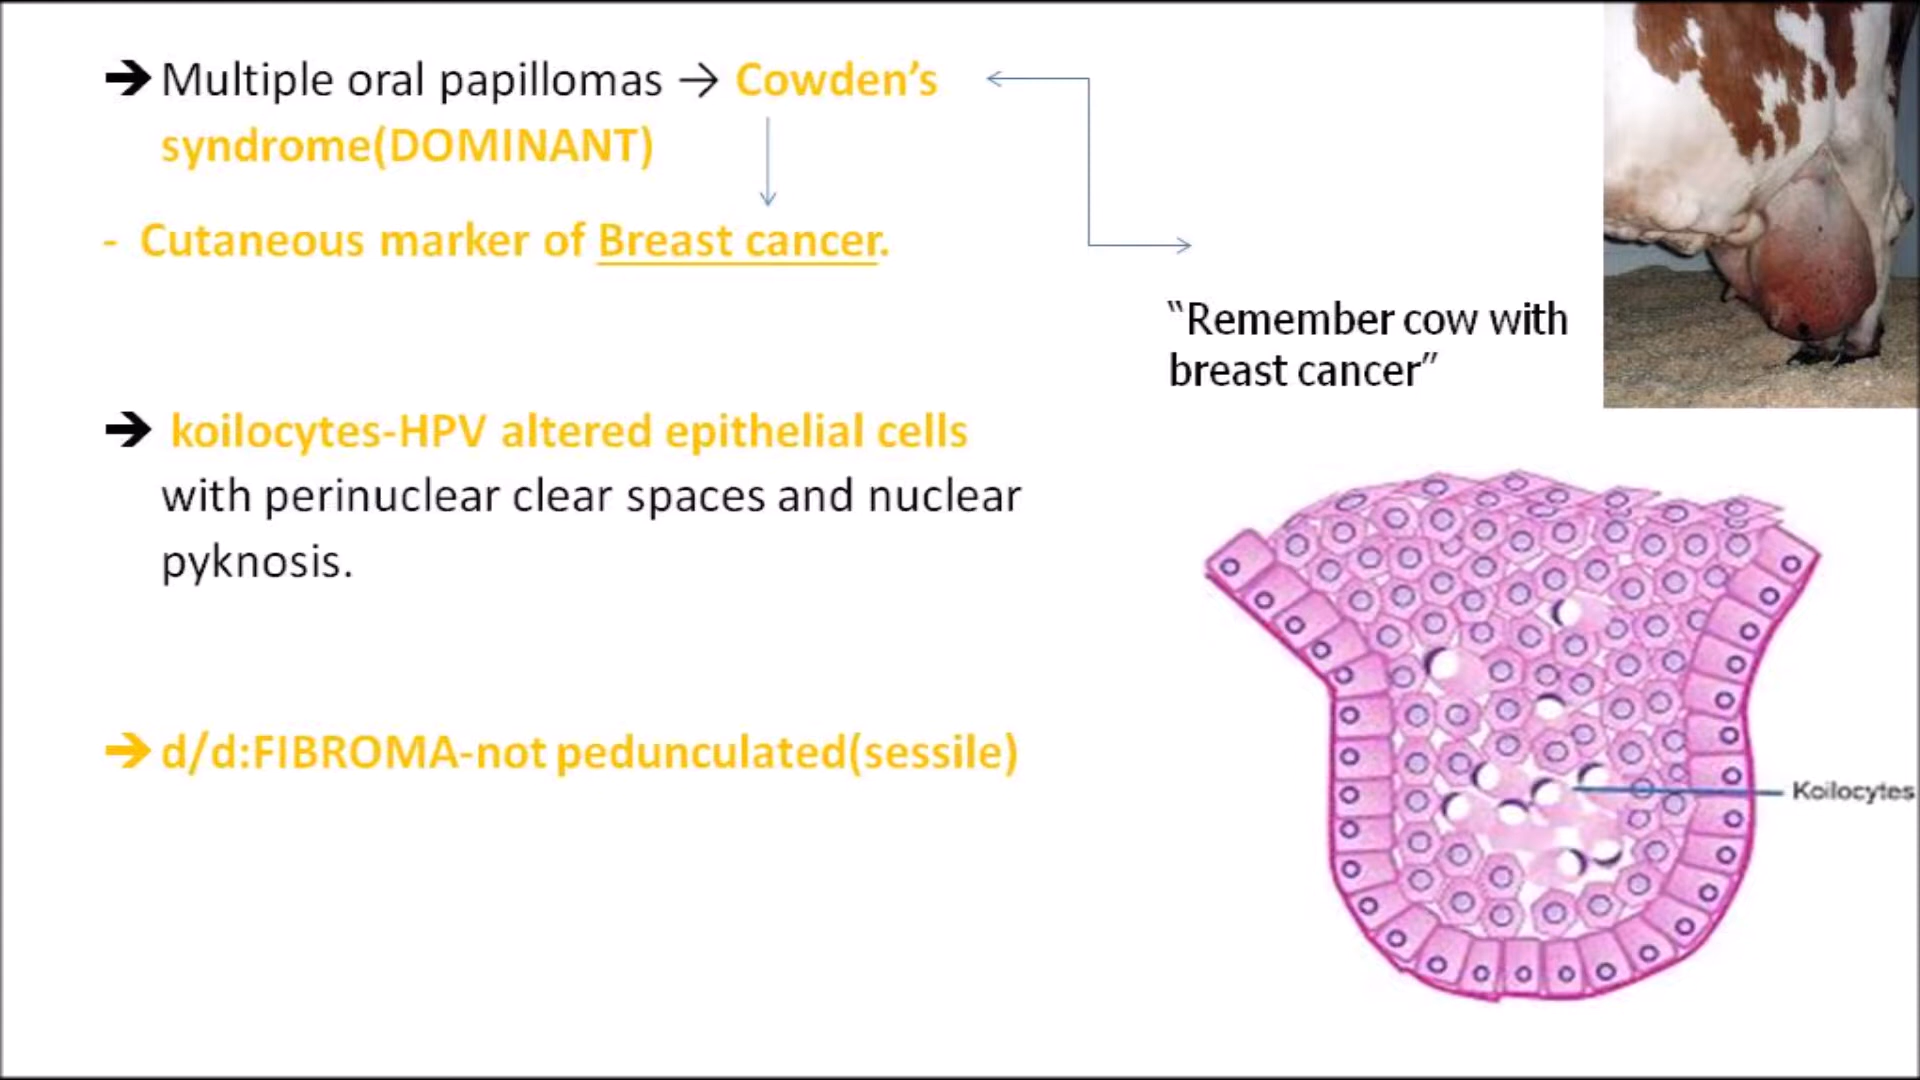 ➔ Multiple oral papillomas → Cowden's
syndrome(DOMINANT)
- Cutaneous marker of Breast cancer.
“Remember cow with
breast cancer”
➔ koilocytes-HPV altered epithelial cells
with perinuclear clear spaces and nuclear
pyknosis.
➔ d/d:FIBROMA-not pedunculated(sessile)
Koilocytes